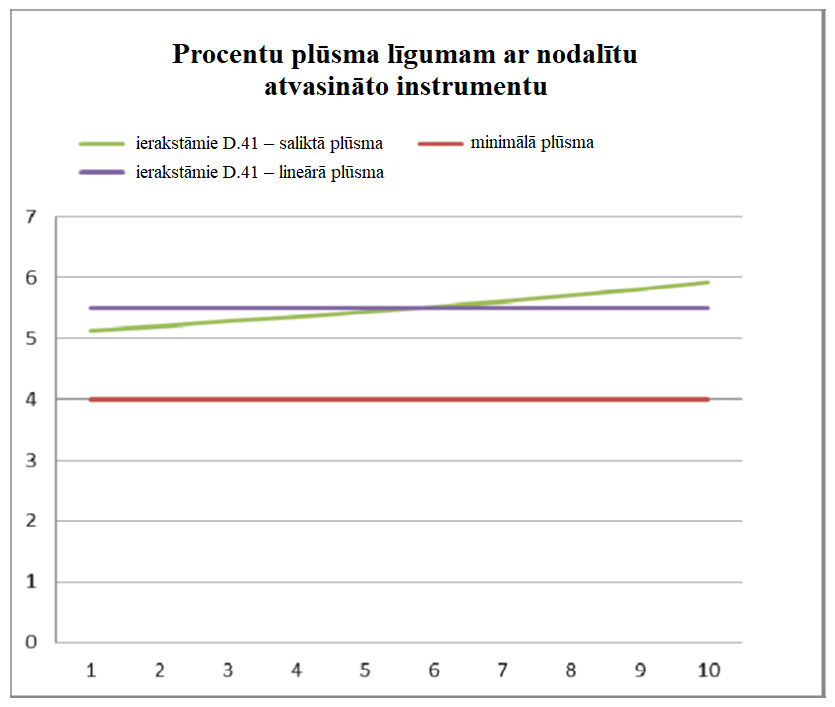 Procentu plūsma līgumam ar nodalītu
atvasināto instrumentu
ierakstāmie D.41 – saliktā plūsma
minimālā plūsma
ierakstāmie D.41 – lineārā plūsma
7
6
5
4
3
2
1
0
1 2 3 4 5 6 7 8 9 10